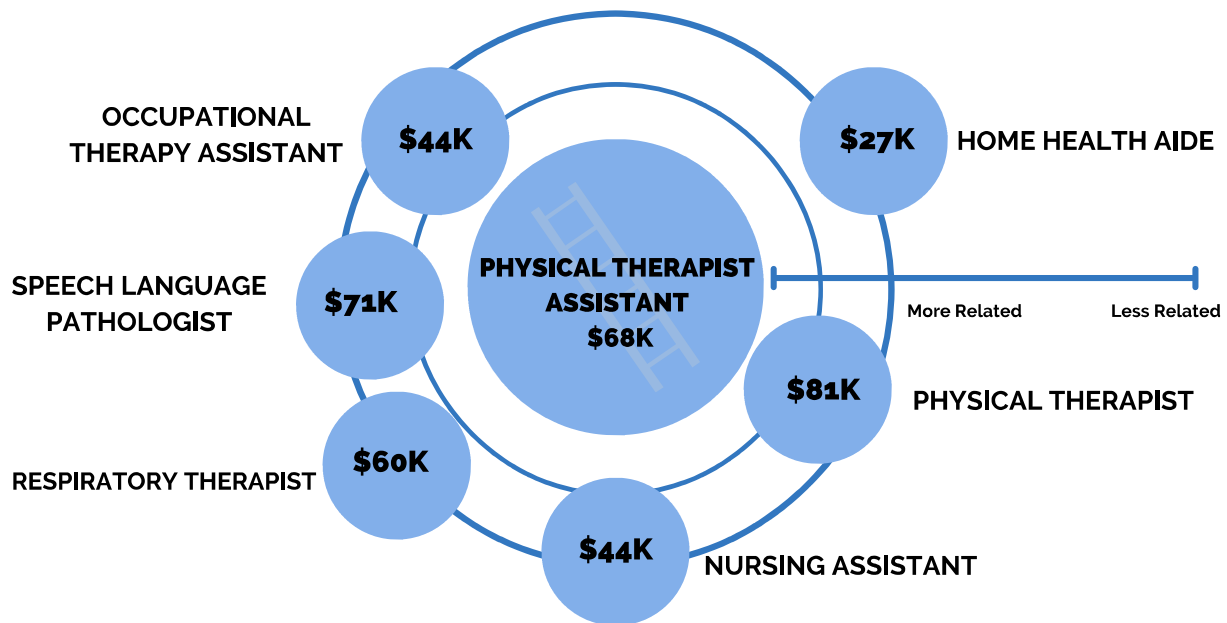 OCCUPATIONAL
THERAPY ASSISTANT
$44K
$27K
HOME HEALTH AIDE
PHYSICAL THERAPIST
ASSISTANT
$68K
SPEECH LANGUAGE
PATHOLOGIST
$71K
More Related
Less Related
$81K
PHYSICAL THERAPIST
RESPIRATORY THERAPIST
$60K
$44K
NURSING ASSISTANT